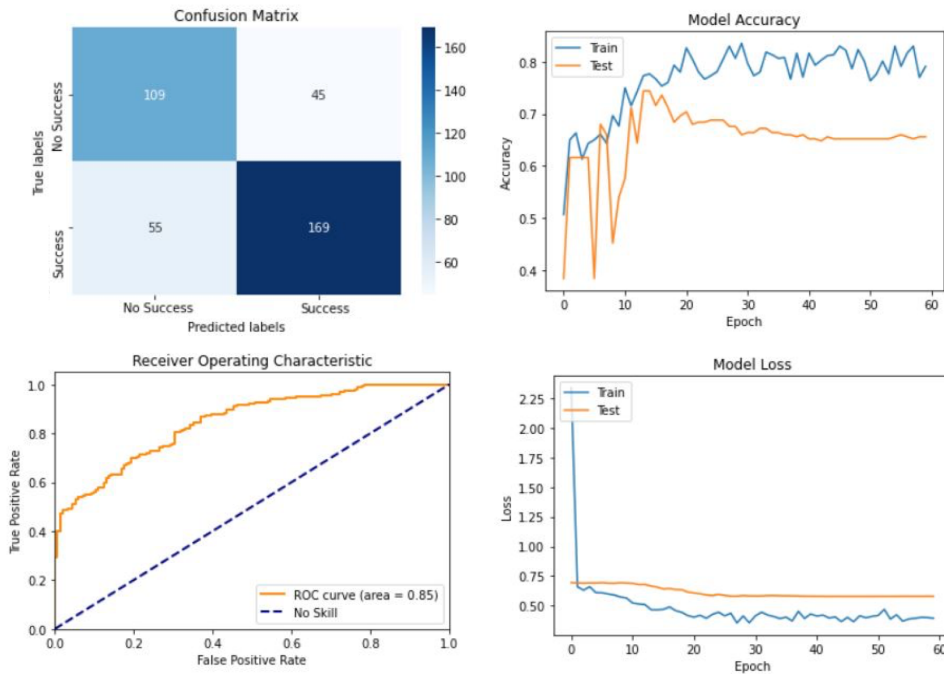 Confusion Matrix
True labels
No Success
Success
109
45
55
169
No Success
Success
Predicted labels
160
140
120
100
80
60
Model Accuracy
Train
Test
Accuracy
0.8
0.7
0.6
0.5
0.4
0
10
20
30
40
50
60
Epoch
Receiver Operating Characteristic
True Positive Rate
1.0
0.8
0.6
0.4
0.2
0.0
ROC curve (area = 0.85)
No Skill
0.0
0.2
0.4
0.6
0.8
1.0
False Positive Rate
Model Loss
Train
Test
Loss
2.25
2.00
1.75
1.50
1.25
1.00
0.75
0.50
0
10
20
30
40
50
60
Epoch